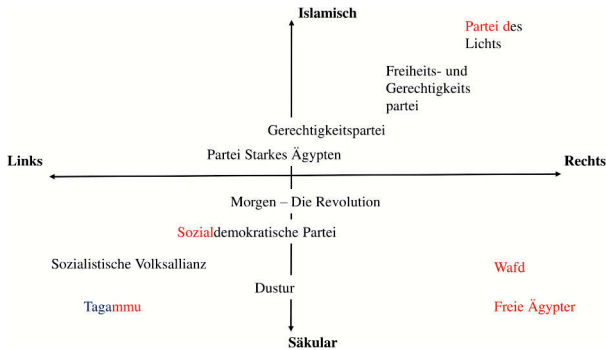 Islamisch
Partei des
Lichts
Freiheits- und
Gerechtigkeits
partei
Gerechtigkeitspartei
Partei Starkes Ägypten
Links
Rechts
Morgen – Die Revolution
Sozialdemokratische Partei
Sozialistische Volksallianz
Wafd
Dustur
Tagammu
Freie Ägypter
Säkular